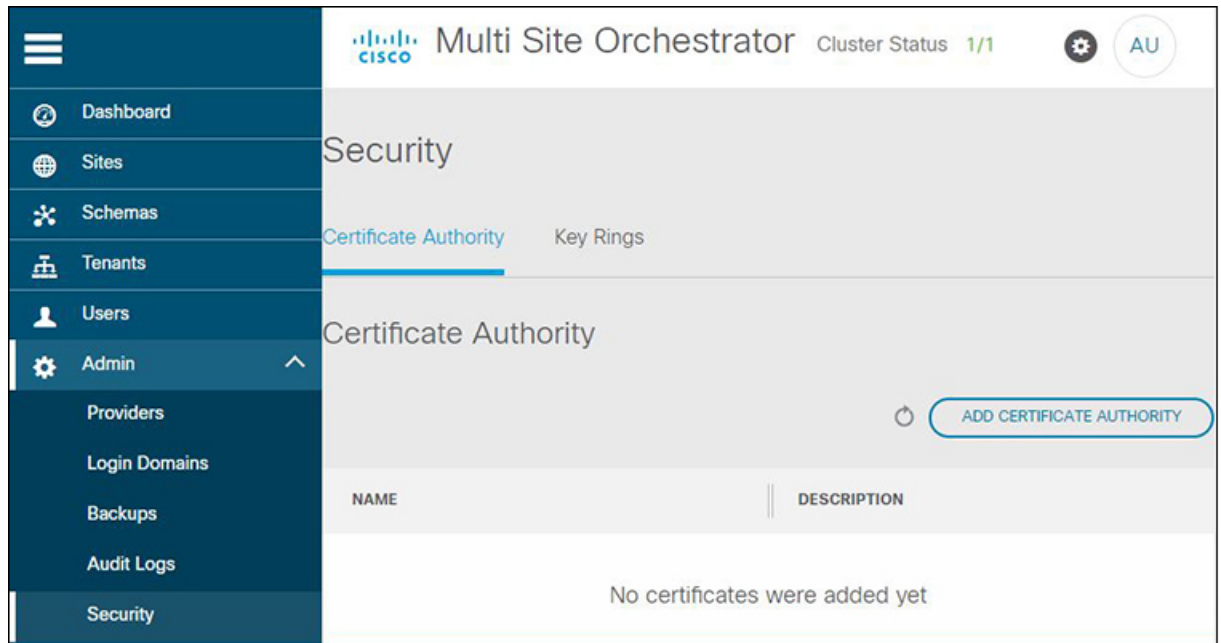 CISCO Multi Site Orchestrator Cluster Status 1/1 AU
Dashboard
Sites
Schemas
Tenants
Users
Admin
Providers
Login Domains
Backups
Audit Logs
Security
Security
Certificate Authority Key Rings
Certificate Authority
ADD CERTIFICATE AUTHORITY
NAME DESCRIPTION
No certificates were added yet